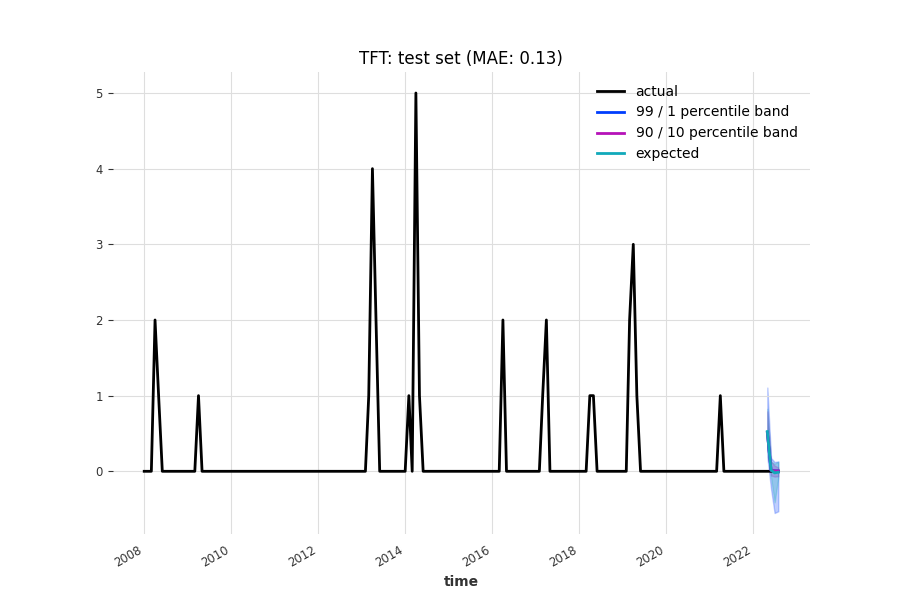 TFT: test set (MAE: 0.13)
actual
99 / 1 percentile band
90 / 10 percentile band
expected
5
4
3
2
1
0
2008
2010
2012
2014
2016
2018
2020
2022
time